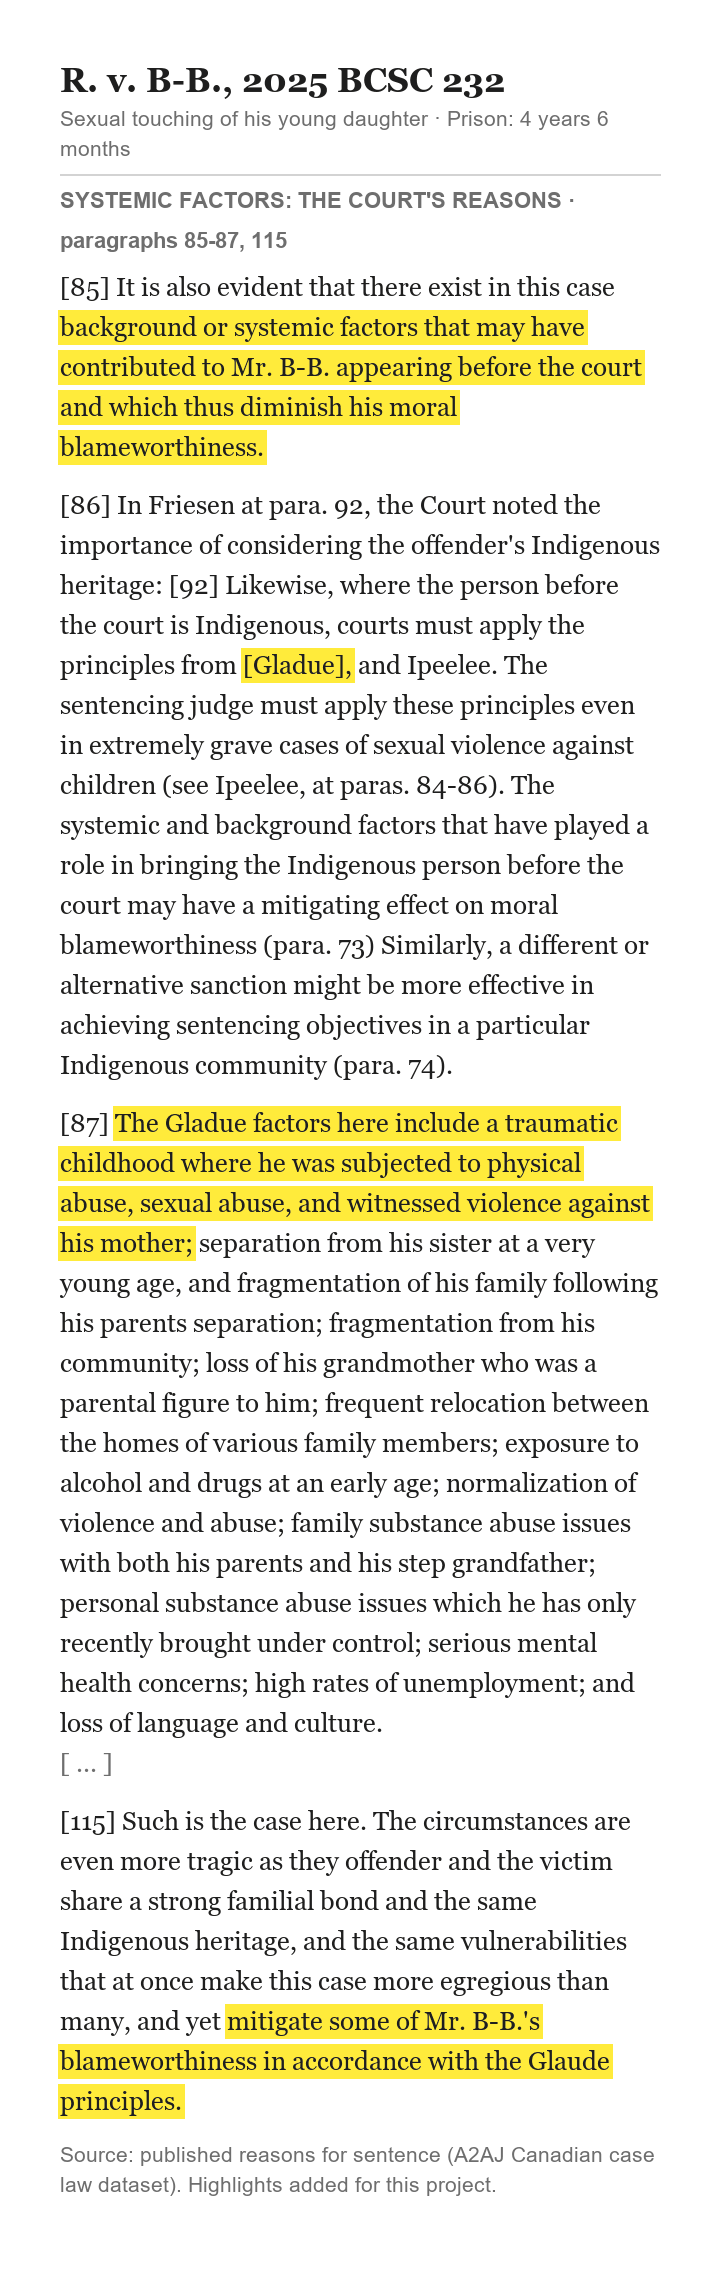 R. v. B-B., 2025 BCSC 232
Sexual touching of his young daughter · Prison: 4 years 6
months
SYSTEMIC FACTORS: THE COURT'S REASONS ·
paragraphs 85-87, 115
[85] It is also evident that there exist in this case
background or systemic factors that may have
contributed to Mr. B-B. appearing before the court
and which thus diminish his moral
blameworthiness.
[86] In Friesen at para. 92, the Court noted the
importance of considering the offender's Indigenous
heritage: [92] Likewise, where the person before
the court is Indigenous, courts must apply the
principles from [Gladue], and Ipeelee. The
sentencing judge must apply these principles even
in extremely grave cases of sexual violence against
children (see Ipeelee, at paras. 84-86). The
systemic and background factors that have played a
role in bringing the Indigenous person before the
court may have a mitigating effect on moral
blameworthiness (para. 73) Similarly, a different or
alternative sanction might be more effective in
achieving sentencing objectives in a particular
Indigenous community (para. 74).
[87] The Gladue factors here include a traumatic
childhood where he was subjected to physical
abuse, sexual abuse, and witnessed violence against
his mother; separation from his sister at a very
young age, and fragmentation of his family following
his parents separation; fragmentation from his
community; loss of his grandmother who was a
parental figure to him; frequent relocation between
the homes of various family members; exposure to
alcohol and drugs at an early age; normalization of
violence and abuse; family substance abuse issues
with both his parents and his step grandfather;
personal substance abuse issues which he has only
recently brought under control; serious mental
health concerns; high rates of unemployment; and
loss of language and culture.
[ ... ]
[115] Such is the case here. The circumstances are
even more tragic as they offender and the victim
share a strong familial bond and the same
Indigenous heritage, and the same vulnerabilities
that at once make this case more egregious than
many, and yet mitigate some of Mr. B-B.'s
blameworthiness in accordance with the Glaude
principles.
Source: published reasons for sentence (A2AJ Canadian case
law dataset). Highlights added for this project.